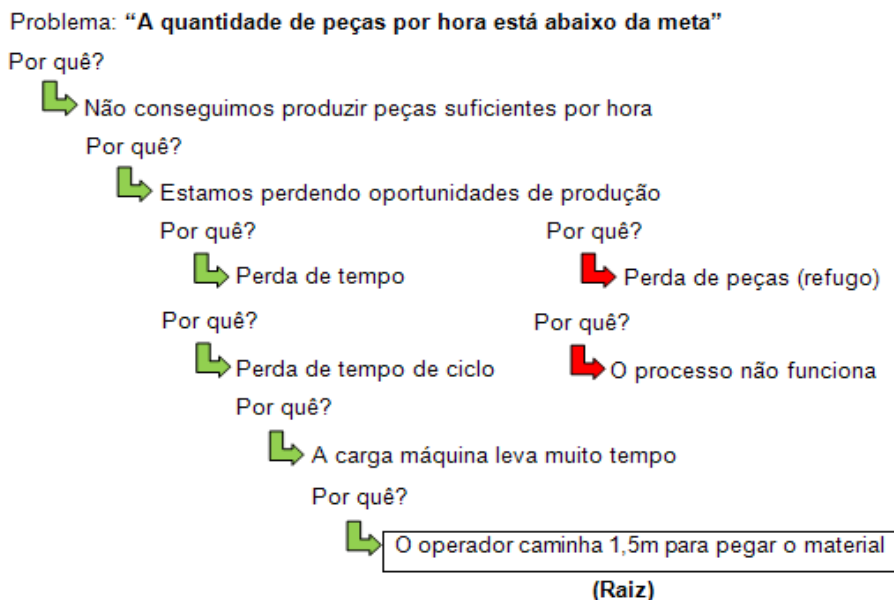 Problema: “A quantidade de peças por hora está abaixo da meta”
Por quê?
Não conseguimos produzir peças suficientes por hora
Por quê?
Estamos perdendo oportunidades de produção
Por quê? Por quê?
Perda de tempo Perda de peças (refugo)
Por quê? Por quê?
Perda de tempo de ciclo O processo não funciona
Por quê?
A carga máquina leva muito tempo
Por quê?
O operador caminha 1,5m para pegar o material
(Raiz)